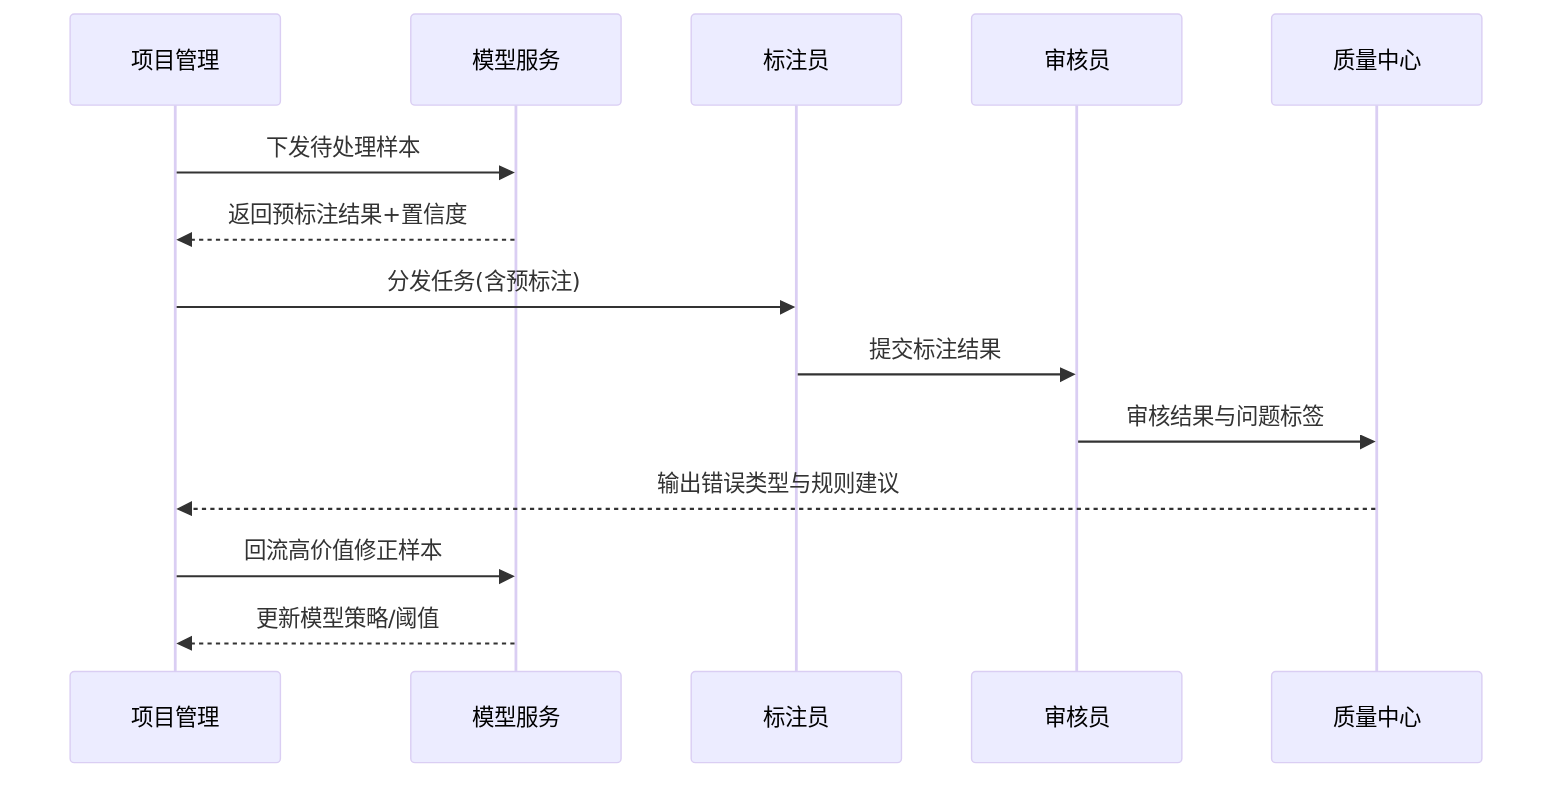 项目管理
模型服务
标注员
审核员
质量中心
下发待处理样本
返回预标注结果+置信度
分发任务(含预标注)
提交标注结果
审核结果与问题标签
输出错误类型与规则建议
回流高价值修正样本
更新模型策略/阈值
项目管理
模型服务
标注员
审核员
质量中心